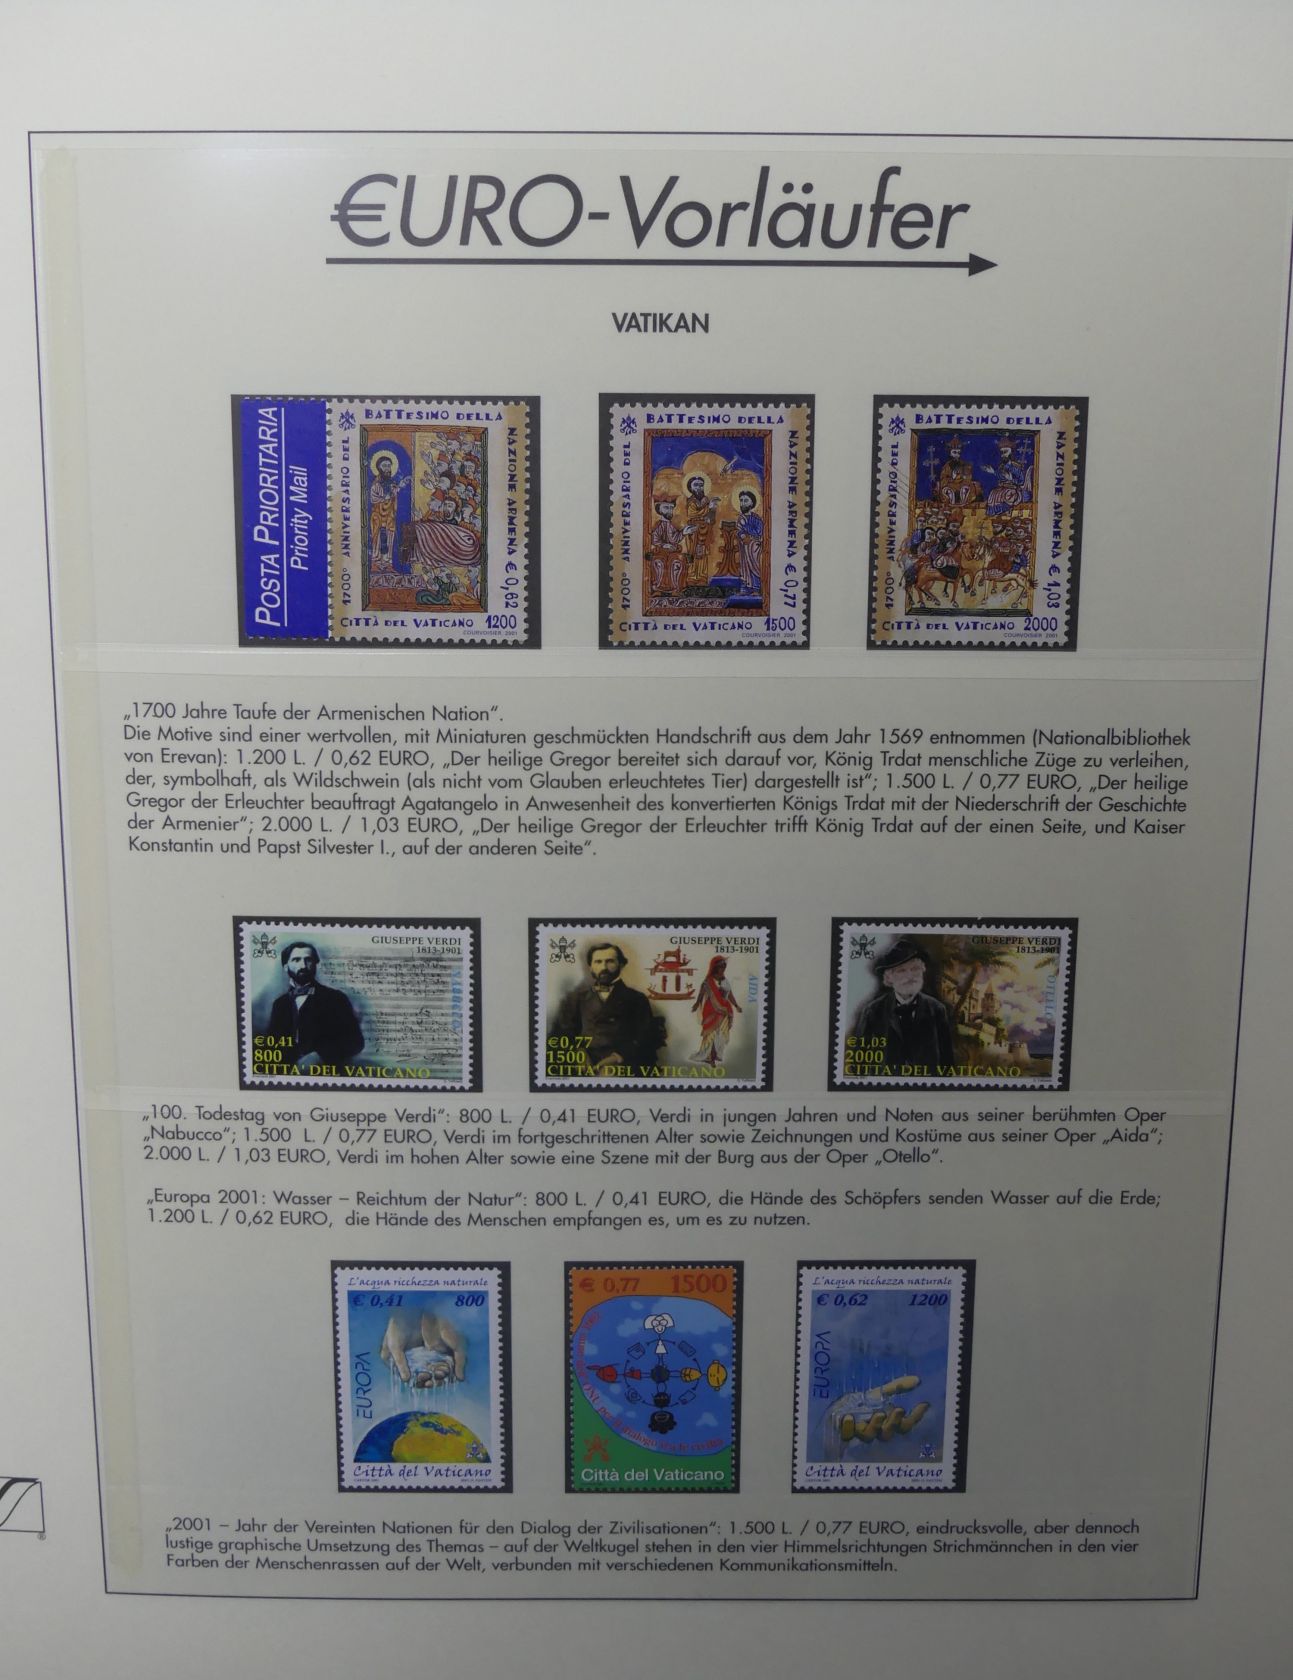 €URO-Vorläufer
VATIKAN
POSTA PRIORITARIA
Priority Mail
1700° ANNIVERSARIO DEL BATTESIMO DELLA NAZIONE ARMENA € 0,62
CITTÀ DEL VATICANO 1200
COURVOISIER 2001
1700° ANNIVERSARIO DEL BATTESIMO DELLA NAZIONE ARMENA € 0,77
CITTÀ DEL VATICANO 1500
COURVOISIER 2001
1700° ANNIVERSARIO DEL BATTESIMO DELLA NAZIONE ARMENA € 1,03
CITTÀ DEL VATICANO 2000
COURVOISIER 2001
„1700 Jahre Taufe der Armenischen Nation“.
Die Motive sind einer wertvollen, mit Miniaturen geschmückten Handschrift aus dem Jahr 1569 entnommen (Nationalbibliothek
von Erevan): 1.200 L. / 0,62 EURO, „Der heilige Gregor bereitet sich darauf vor, König Trdat menschliche Züge zu verleihen,
der, symbolhaft, als Wildschwein (als nicht vom Glauben erleuchtetes Tier) dargestellt ist“; 1.500 L. / 0,77 EURO, „Der heilige
Gregor der Erleuchter beauftragt Agatangelo in Anwesenheit des konvertierten Königs Trdat mit der Niederschrift der Geschichte
der Armenier“; 2.000 L. / 1,03 EURO, „Der heilige Gregor der Erleuchter trifft König Trdat auf der einen Seite, und Kaiser
Konstantin und Papst Silvester I., auf der anderen Seite“.
GIUSEPPE VERDI
1813-1901
NABUCCO
€ 0,41
800
CITTA' DEL VATICANO
GIUSEPPE VERDI
1813-1901
AIDA
€ 0,77
1500
CITTA' DEL VATICANO
GIUSEPPE VERDI
1813-1901
OTELLO
€ 1,03
2000
CITTA' DEL VATICANO
„100. Todestag von Giuseppe Verdi“: 800 L. / 0,41 EURO, Verdi in jungen Jahren und Noten aus seiner berühmten Oper
„Nabucco“; 1.500 L. / 0,77 EURO, Verdi im fortgeschrittenen Alter sowie Zeichnungen und Kostüme aus seiner Oper „Aida“;
2.000 L. / 1,03 EURO, Verdi im hohen Alter sowie eine Szene mit der Burg aus der Oper „Otello“.
„Europa 2001: Wasser – Reichtum der Natur“: 800 L. / 0,41 EURO, die Hände des Schöpfers senden Wasser auf die Erde;
1.200 L. / 0,62 EURO, die Hände des Menschen empfangen es, um es zu nutzen.
L'acqua ricchezza naturale
€ 0,41 800
EUROPA
Città del Vaticano
€ 0,77 1500
ONU per il dialogo tra le civiltà
Città del Vaticano
L'acqua ricchezza naturale
€ 0,62 1200
EUROPA
Città del Vaticano
„2001 – Jahr der Vereinten Nationen für den Dialog der Zivilisationen“: 1.500 L. / 0,77 EURO, eindrucksvolle, aber dennoch
lustige graphische Umsetzung des Themas – auf der Weltkugel stehen in den vier Himmelsrichtungen Strichmännchen in den vier
Farben der Menschenrassen auf der Welt, verbunden mit verschiedenen Kommunikationsmitteln.
®